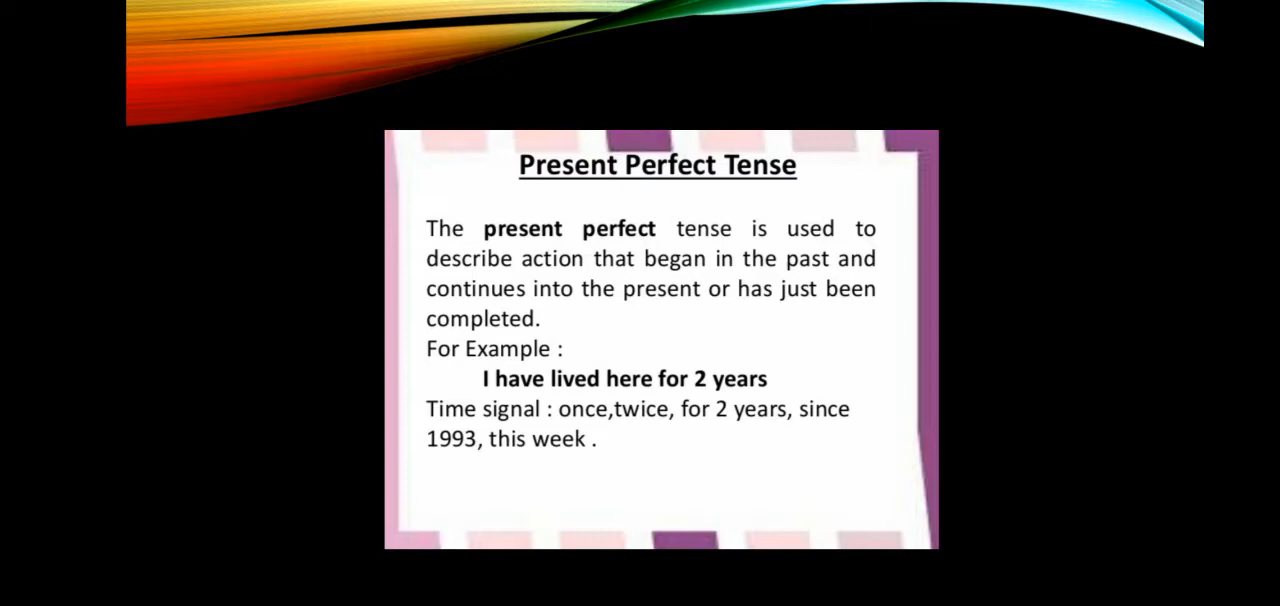 Present Perfect Tense
The present perfect tense is used to
describe action that began in the past and
continues into the present or has just been
completed.
For Example :
I have lived here for 2 years
Time signal : once,twice, for 2 years, since
1993, this week .